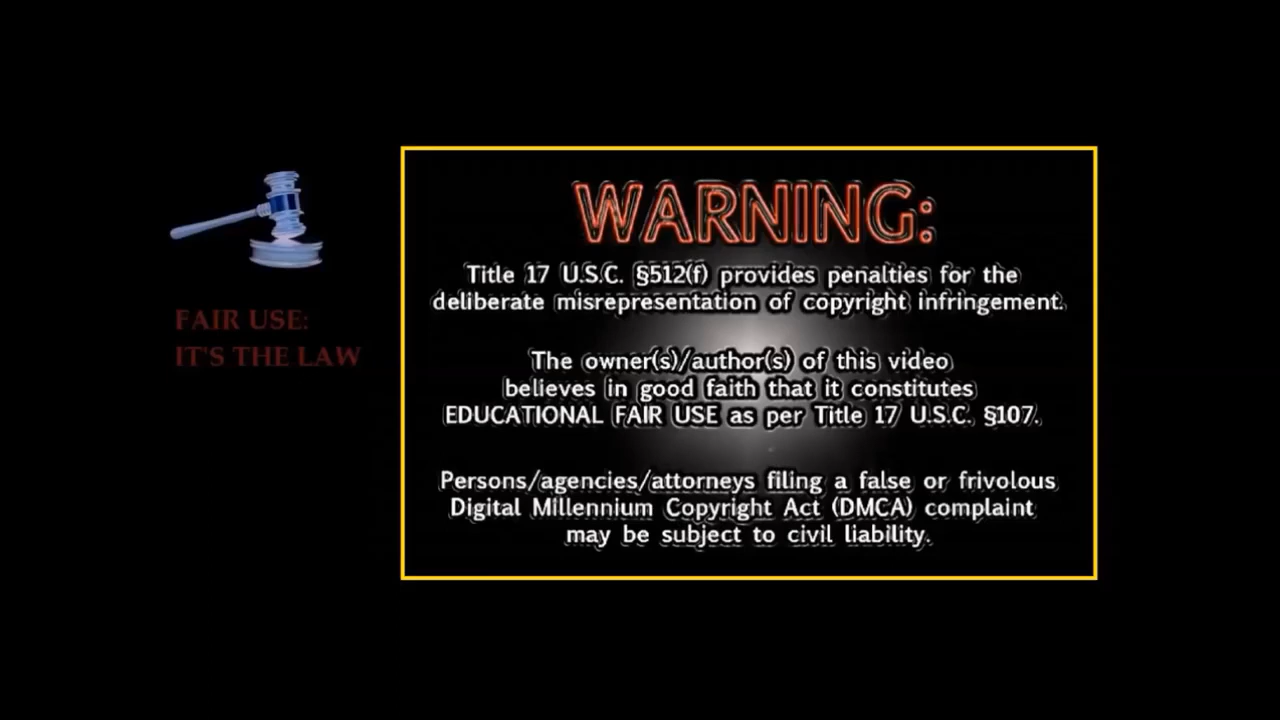 FAIR USE:
IT'S THE LAW
WARNING:
Title 17 U.S.C. §512(f) provides penalties for the
deliberate misrepresentation of copyright infringement.
The owner(s)/author(s) of this video
believes in good faith that it constitutes
EDUCATIONAL FAIR USE as per Title 17 U.S.C. §107.
Persons/agencies/attorneys filing a false or frivolous
Digital Millennium Copyright Act (DMCA) complaint
may be subject to civil liability.